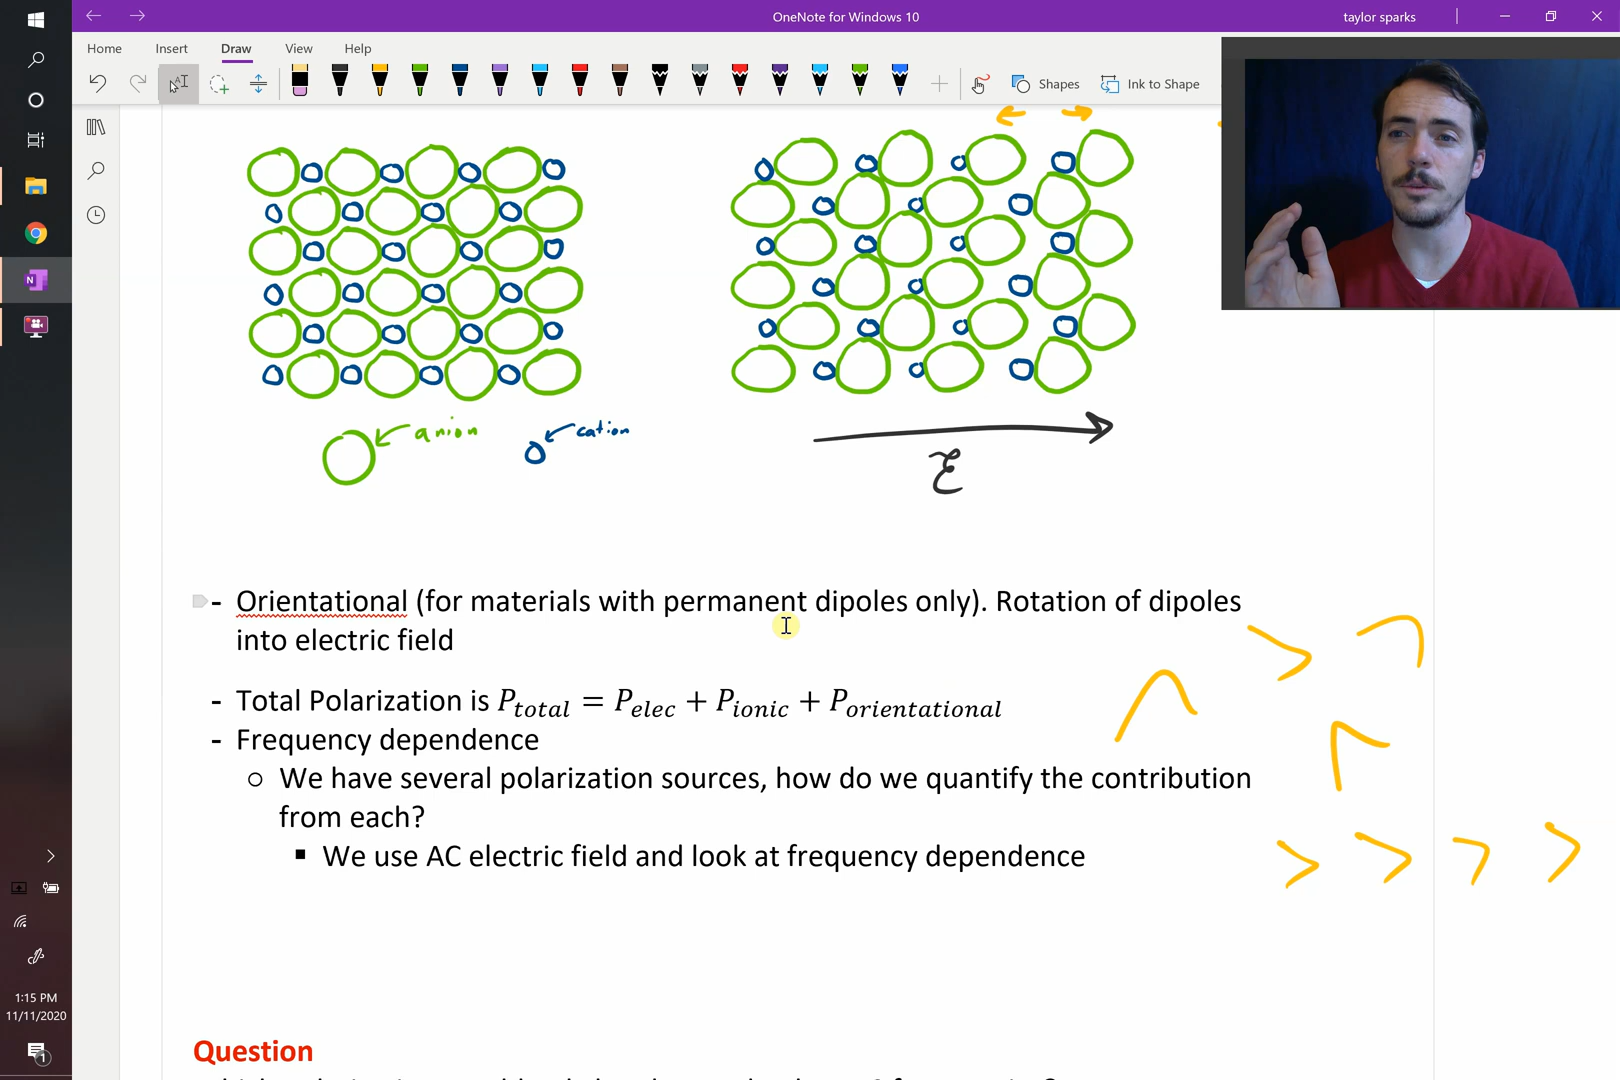 OneNote for Windows 10
taylor sparks
Home Insert Draw View Help
Shapes
Ink to Shape
anion
cation
ℰ
- Orientational (for materials with permanent dipoles only). Rotation of dipoles
into electric field
- Total Polarization is P_total = P_elec + P_ionic + P_orientational
- Frequency dependence
○ We have several polarization sources, how do we quantify the contribution
from each?
▪ We use AC electric field and look at frequency dependence
1:15 PM
11/11/2020
1
Question